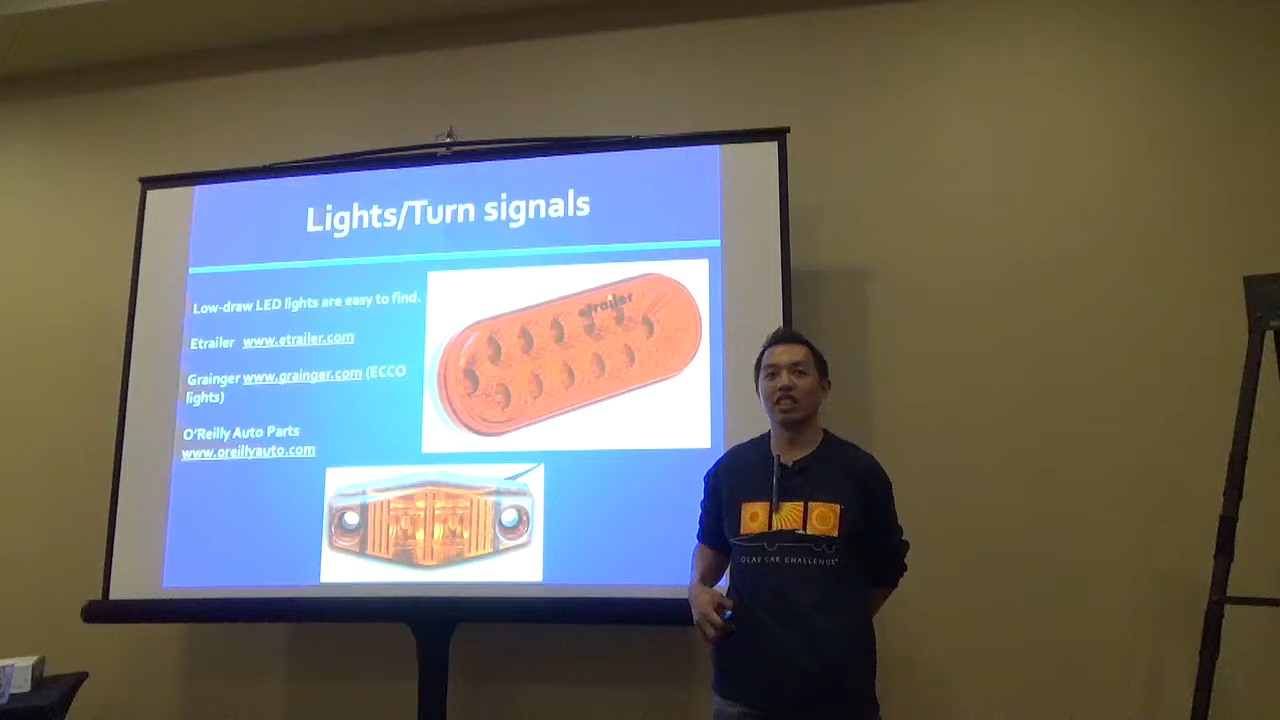 Lights/Turn signals
Low-draw LED lights are easy to find.
Etrailer www.etrailer.com
Grainger www.grainger.com (ECCO
lights)
O'Reilly Auto Parts
www.oreillyauto.com
etrailer
OLAR CAR CHALLENGE